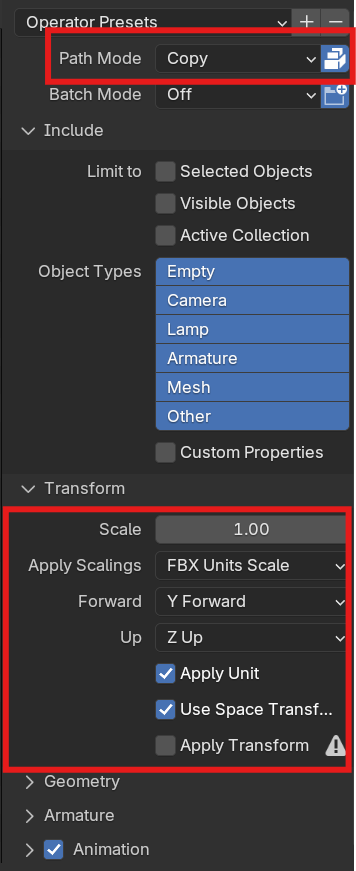 Operator Presets
Path Mode Copy
Batch Mode Off
Include
Limit to Selected Objects
Visible Objects
Active Collection
Object Types Empty
Camera
Lamp
Armature
Mesh
Other
Custom Properties
Transform
Scale 1.00
Apply Scalings FBX Units Scale
Forward Y Forward
Up Z Up
Apply Unit
Use Space Transf...
Apply Transform
Geometry
Armature
Animation